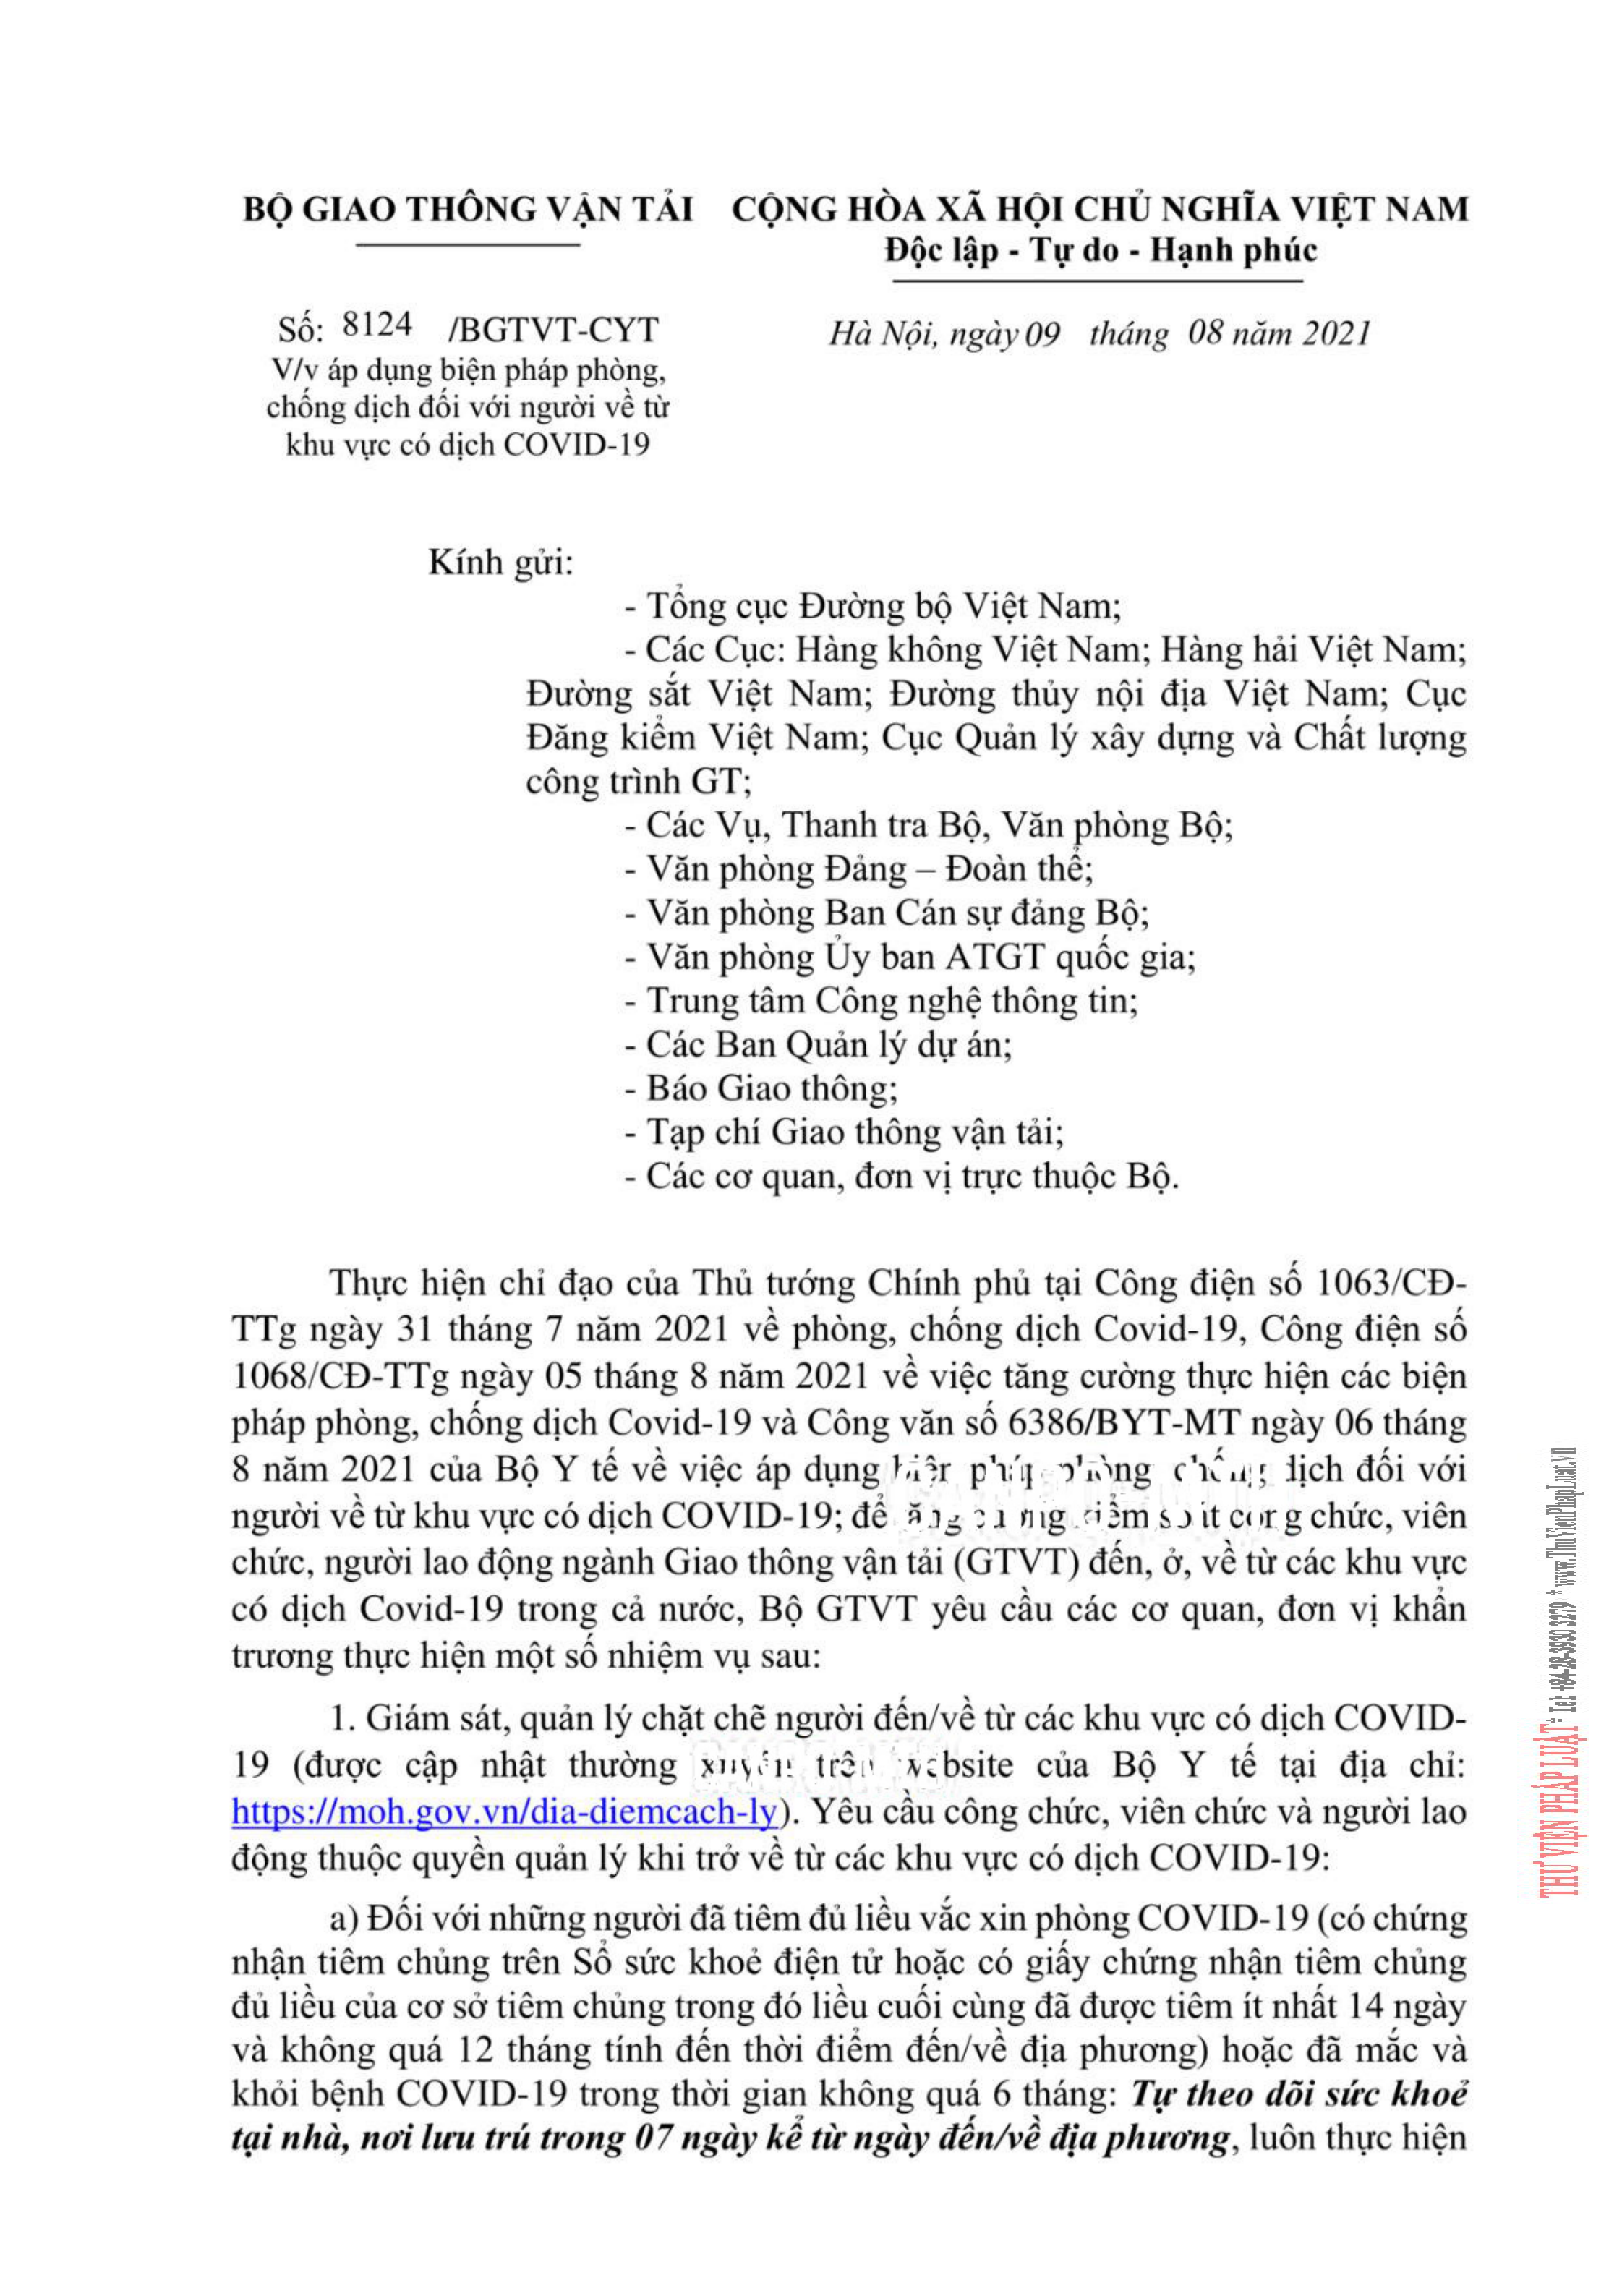 BỘ GIAO THÔNG VẬN TẢI
CỘNG HÒA XÃ HỘI CHỦ NGHĨA VIỆT NAM
Độc lập - Tự do - Hạnh phúc
Số: 8124 /BGTVT-CYT
V/v áp dụng biện pháp phòng,
chống dịch đối với người về từ
khu vực có dịch COVID-19
Hà Nội, ngày 09 tháng 08 năm 2021
Kính gửi:
- Tổng cục Đường bộ Việt Nam;
- Các Cục: Hàng không Việt Nam; Hàng hải Việt Nam;
Đường sắt Việt Nam; Đường thủy nội địa Việt Nam; Cục
Đăng kiểm Việt Nam; Cục Quản lý xây dựng và Chất lượng
công trình GT;
- Các Vụ, Thanh tra Bộ, Văn phòng Bộ;
- Văn phòng Đảng – Đoàn thể;
- Văn phòng Ban Cán sự đảng Bộ;
- Văn phòng Ủy ban ATGT quốc gia;
- Trung tâm Công nghệ thông tin;
- Các Ban Quản lý dự án;
- Báo Giao thông;
- Tạp chí Giao thông vận tải;
- Các cơ quan, đơn vị trực thuộc Bộ.
Thực hiện chỉ đạo của Thủ tướng Chính phủ tại Công điện số 1063/CĐ-
TTg ngày 31 tháng 7 năm 2021 về phòng, chống dịch Covid-19, Công điện số
1068/CĐ-TTg ngày 05 tháng 8 năm 2021 về việc tăng cường thực hiện các biện
pháp phòng, chống dịch Covid-19 và Công văn số 6386/BYT-MT ngày 06 tháng
8 năm 2021 của Bộ Y tế về việc áp dụng biện pháp phòng, chống dịch đối với
người về từ khu vực có dịch COVID-19; để tăng cường kiểm soát công chức, viên
chức, người lao động ngành Giao thông vận tải (GTVT) đến, ở, về từ các khu vực
có dịch Covid-19 trong cả nước, Bộ GTVT yêu cầu các cơ quan, đơn vị khẩn
trương thực hiện một số nhiệm vụ sau:
1. Giám sát, quản lý chặt chẽ người đến/về từ các khu vực có dịch COVID-
19 (được cập nhật thường xuyên trên website của Bộ Y tế tại địa chỉ:
https://moh.gov.vn/dia-diemcach-ly). Yêu cầu công chức, viên chức và người lao
động thuộc quyền quản lý khi trở về từ các khu vực có dịch COVID-19:
a) Đối với những người đã tiêm đủ liều vắc xin phòng COVID-19 (có chứng
nhận tiêm chủng trên Sổ sức khoẻ điện tử hoặc có giấy chứng nhận tiêm chủng
đủ liều của cơ sở tiêm chủng trong đó liều cuối cùng đã được tiêm ít nhất 14 ngày
và không quá 12 tháng tính đến thời điểm đến/về địa phương) hoặc đã mắc và
khỏi bệnh COVID-19 trong thời gian không quá 6 tháng: Tự theo dõi sức khoẻ
tại nhà, nơi lưu trú trong 07 ngày kể từ ngày đến/về địa phương, luôn thực hiện
THƯ VIỆN PHÁP LUẬT * Tel: +84-28-3930 3279 * www.ThuVienPhapLuat.vn